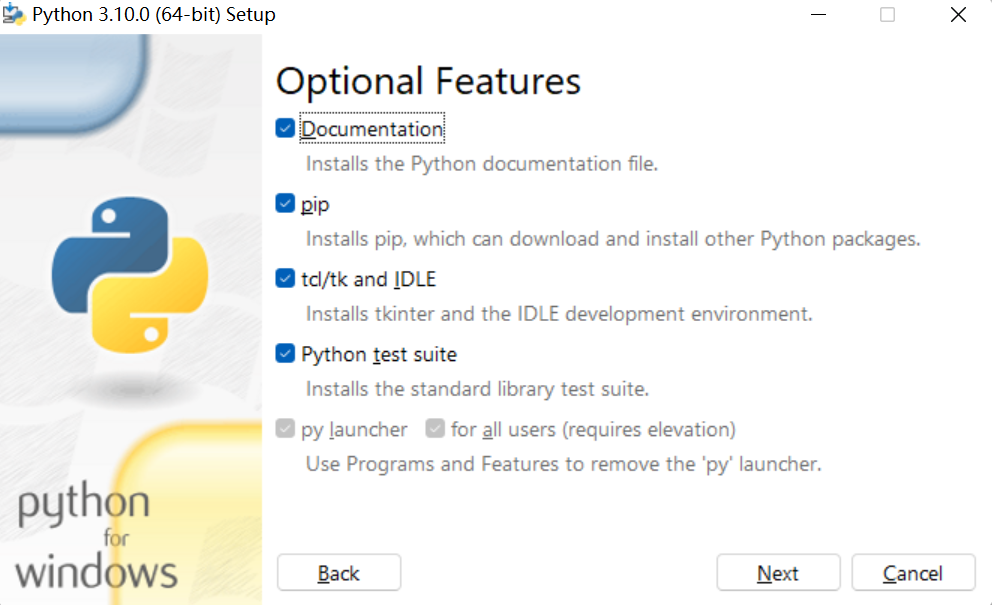 Python 3.10.0 (64-bit) Setup
Optional Features
Documentation
Installs the Python documentation file.
pip
Installs pip, which can download and install other Python packages.
tcl/tk and IDLE
Installs tkinter and the IDLE development environment.
Python test suite
Installs the standard library test suite.
py launcher for all users (requires elevation)
Use Programs and Features to remove the 'py' launcher.
python
for
windows
Back Next Cancel